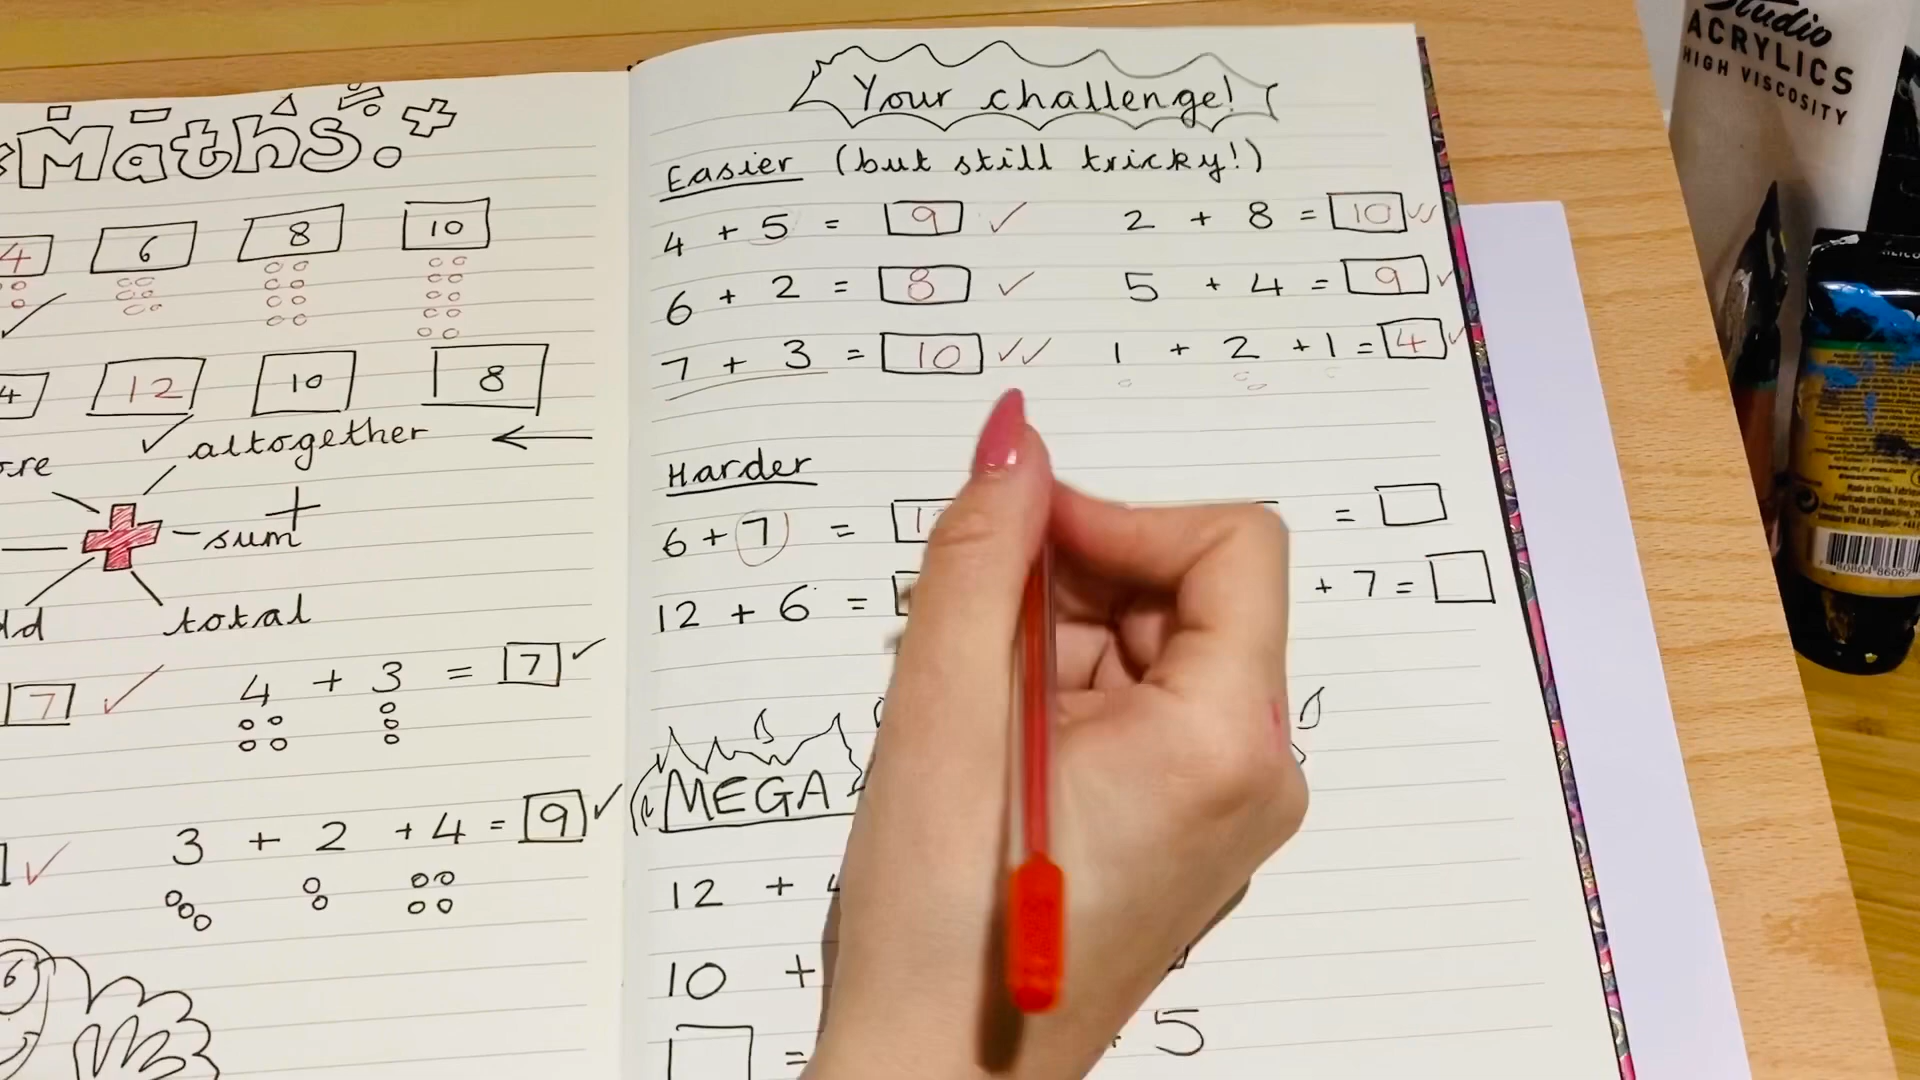 Maths.
4 6 8 10
4 12 10 8
altogether
sum
total
7
4 + 3 = 7
3 + 2 + 4 = 9
6
Your challenge!
Easier (but still tricky!)
4 + 5 = 9 2 + 8 = 10
6 + 2 = 8 5 + 4 = 9
7 + 3 = 10 1 + 2 + 1 = 4
Harder
6 + 7 = =
12 + 6 = + 7 =
MEGA
12 +
10 +
= 5
Studio
ACRYLICS
HIGH VISCOSITY